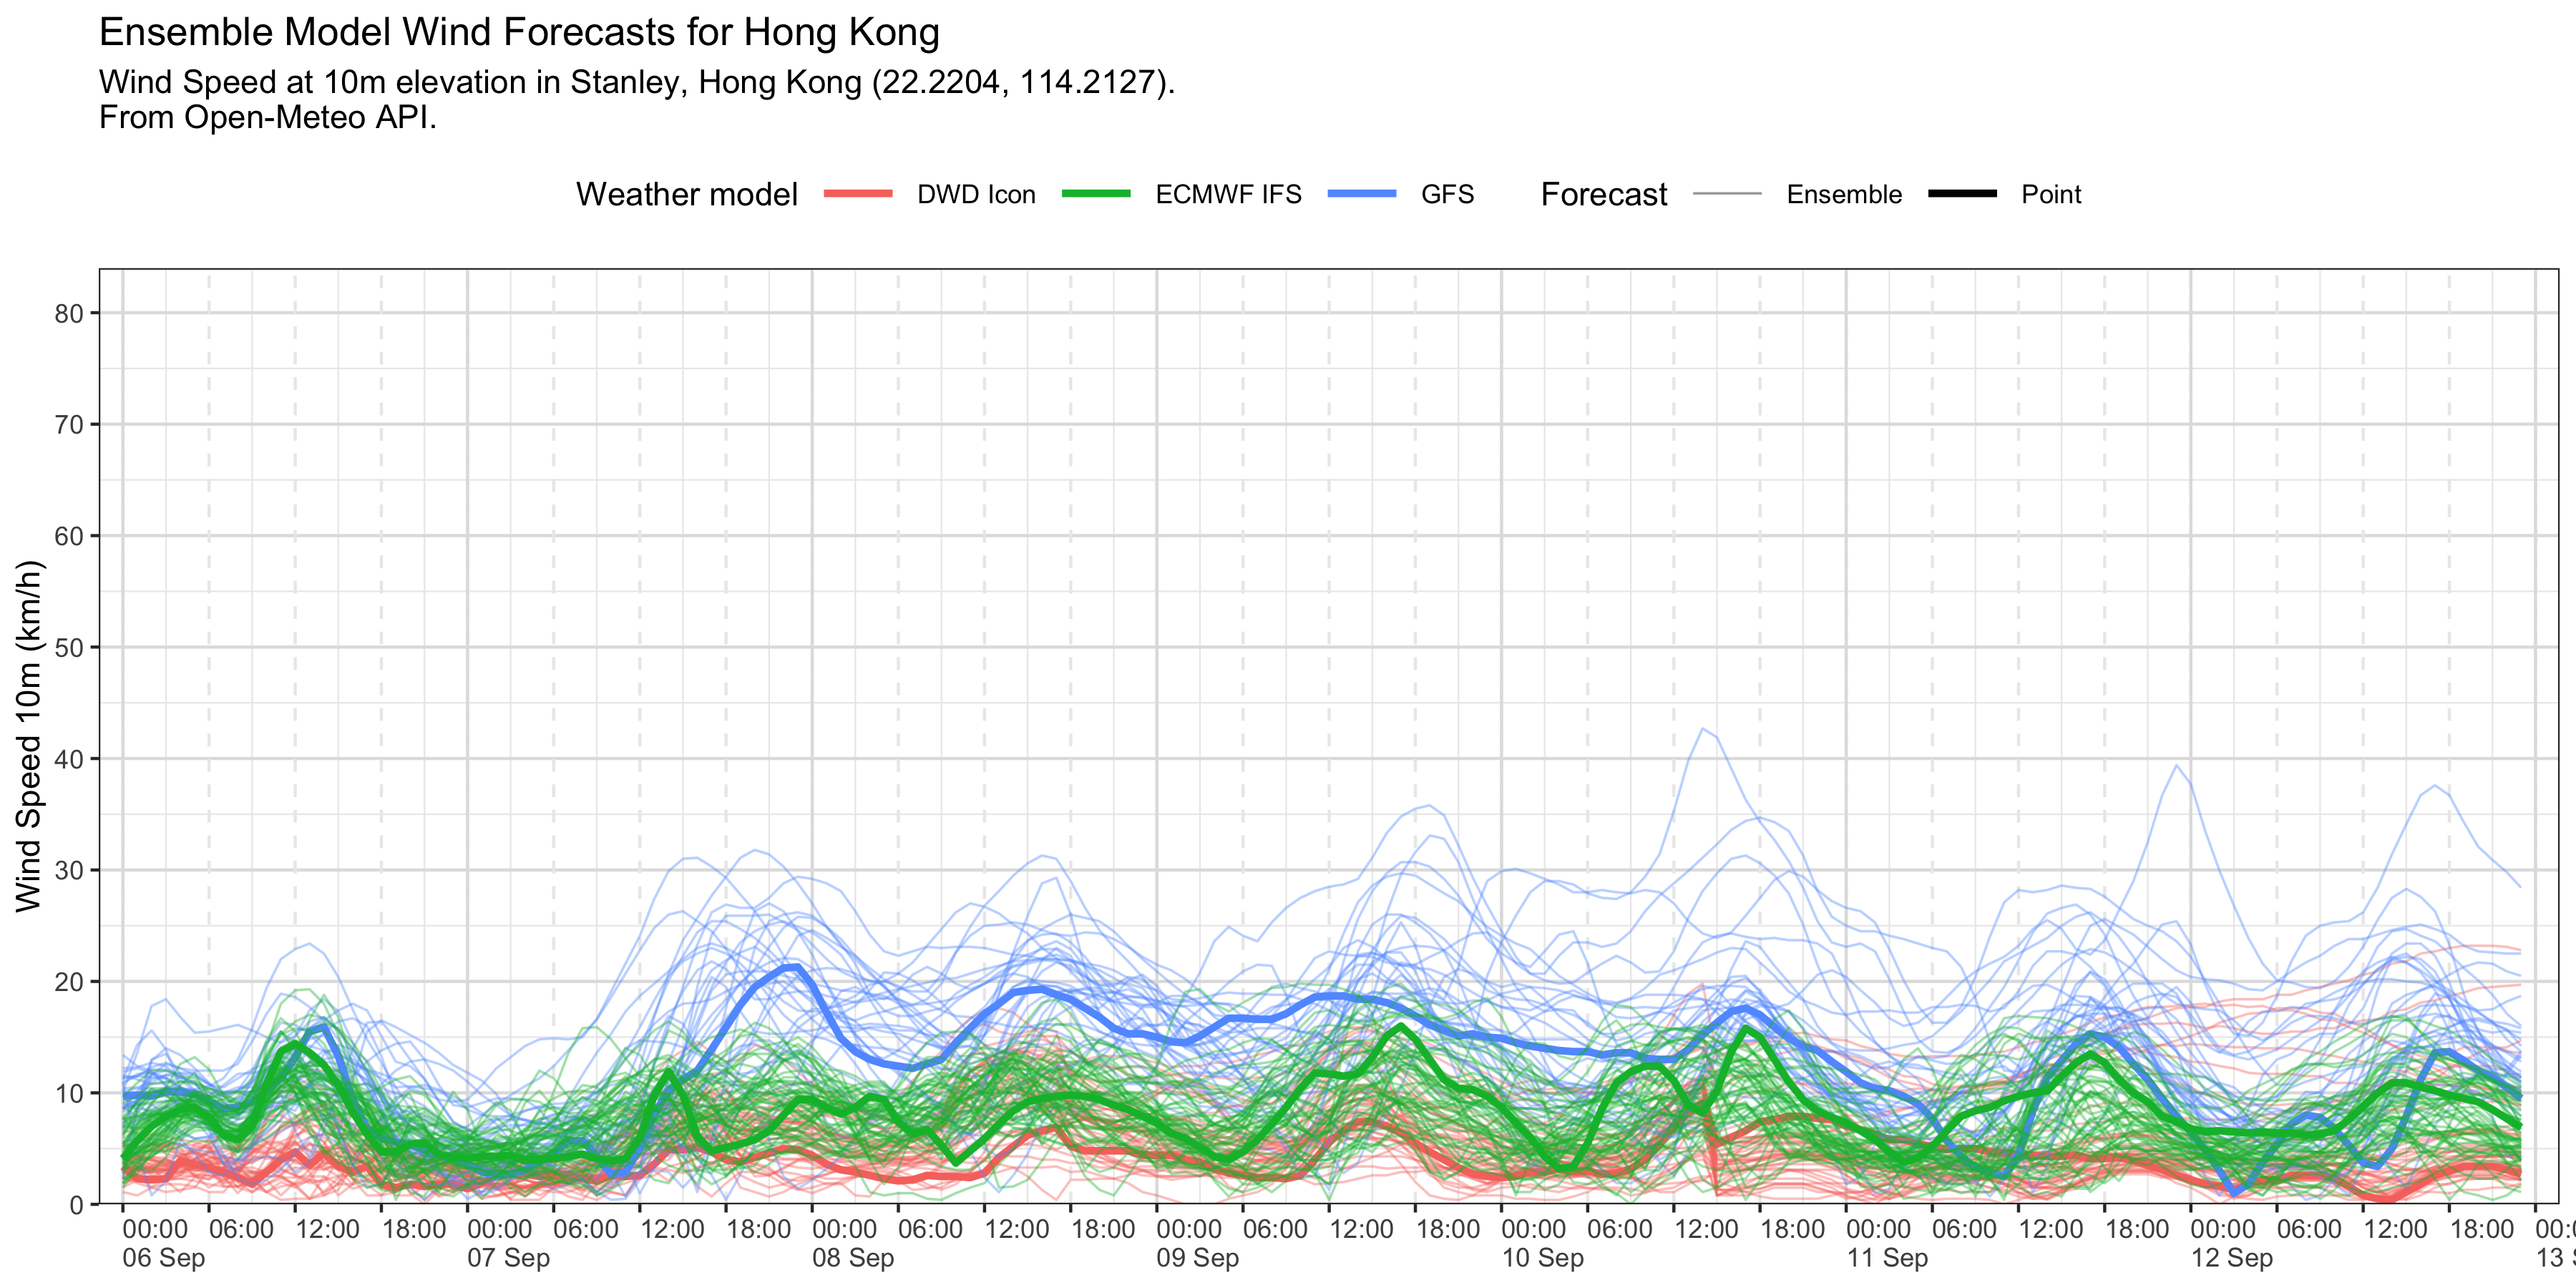 Ensemble Model Wind Forecasts for Hong Kong
Wind Speed at 10m elevation in Stanley, Hong Kong (22.2204, 114.2127).
From Open-Meteo API.
Weather model DWD Icon ECMWF IFS GFS Forecast Ensemble Point
80
70
60
50
40
30
20
10
0
Wind Speed 10m (km/h)
00:00 06:00 12:00 18:00 00:00 06:00 12:00 18:00 00:00 06:00 12:00 18:00 00:00 06:00 12:00 18:00 00:00 06:00 12:00 18:00 00:00 06:00 12:00 18:00 00:00 06:00 12:00 18:00 00:
06 Sep 07 Sep 08 Sep 09 Sep 10 Sep 11 Sep 12 Sep 13